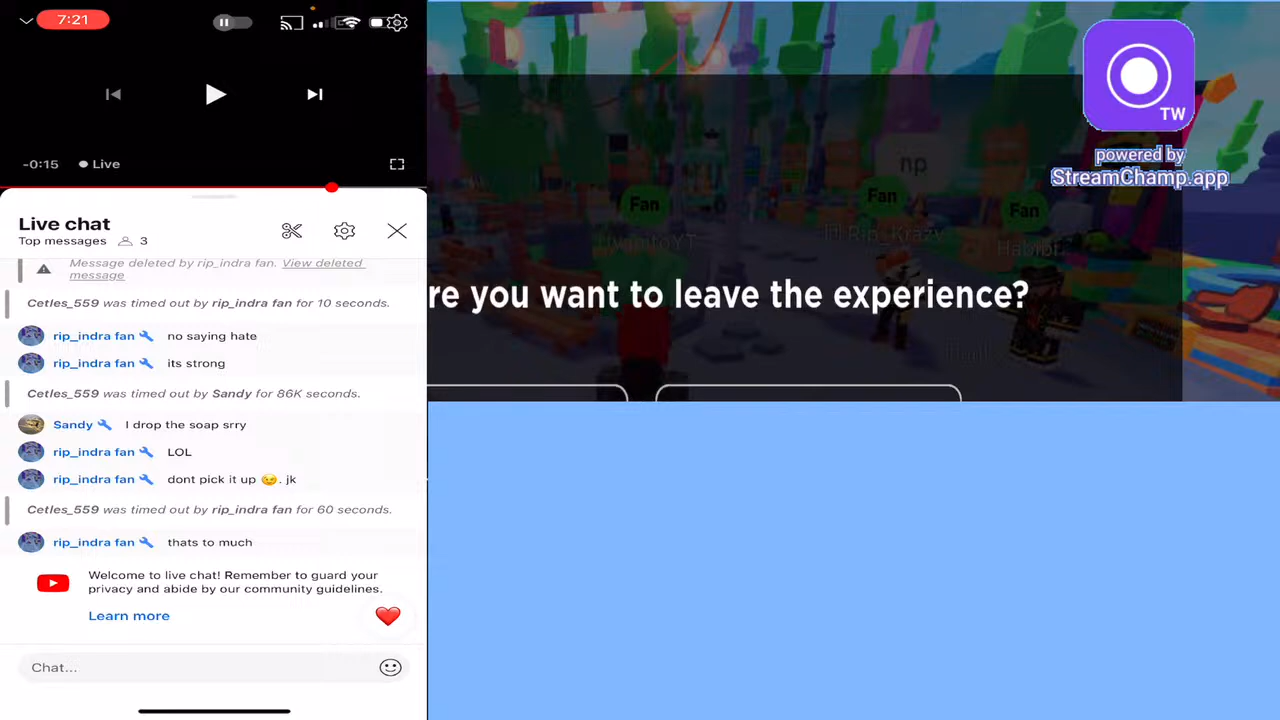 7:21
-0:15 Live
Live chat
Top messages 3
Message deleted by rip_indra fan. View deleted
message
Cetles_559 was timed out by rip_indra fan for 10 seconds.
rip_indra fan no saying hate
rip_indra fan its strong
Cetles_559 was timed out by Sandy for 86K seconds.
Sandy I drop the soap srry
rip_indra fan LOL
rip_indra fan dont pick it up 😉. jk
Cetles_559 was timed out by rip_indra fan for 60 seconds.
rip_indra fan thats to much
Welcome to live chat! Remember to guard your
privacy and abide by our community guidelines.
Learn more
Chat...
TW
powered by
StreamChamp.app
np
Fan
Fan
Fan
Rip_Krazy
re you want to leave the experience?